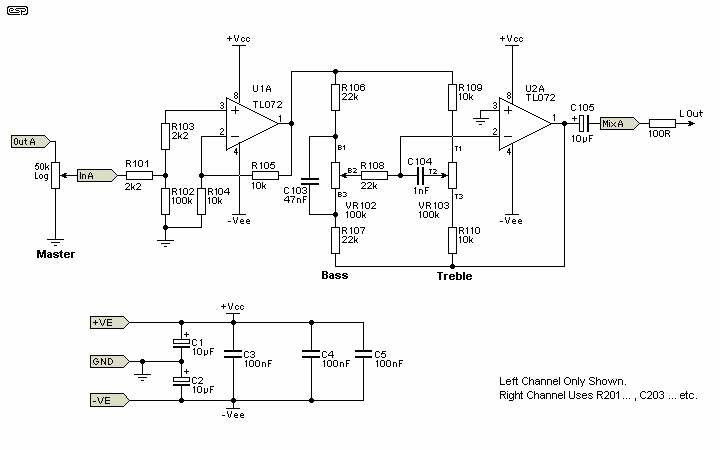 esp
+Vcc
+Vcc
U1A
TL072
8
3
2
1
4
-Vee
R103
2k2
Out A
50k
Log
In A
R101
2k2
R102
100k
R104
10k
R105
10k
Master
R106
22k
B1
B2
B3
C103
47nF
VR102
100k
R107
22k
Bass
R108
22k
C104
1nF
R109
10k
T1
T2
T3
VR103
100k
R110
10k
Treble
U2A
TL072
8
3
2
1
4
-Vee
C105
+
10µF
Mix A
100R
L Out
+Vcc
+VE
GND
-VE
+
C1
10µF
+
C2
10µF
C3
100nF
C4
100nF
C5
100nF
-Vee
Left Channel Only Shown.
Right Channel Uses R201... , C203 ... etc.